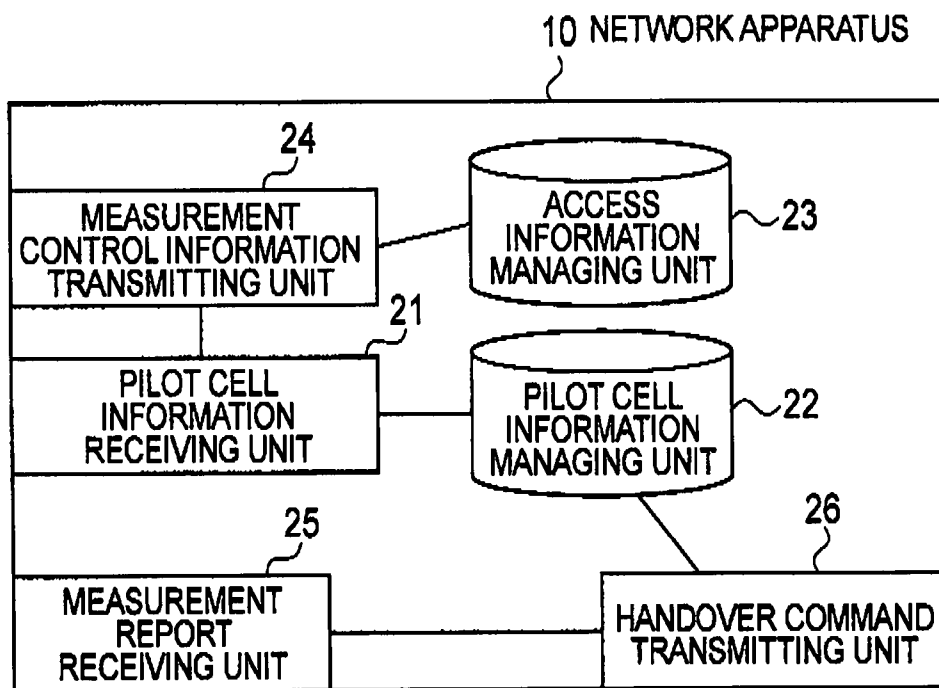 10 NETWORK APPARATUS
24
MEASUREMENT
CONTROL INFORMATION
TRANSMITTING UNIT
ACCESS
INFORMATION
MANAGING UNIT
23
21
PILOT CELL
INFORMATION
RECEIVING UNIT
PILOT CELL
INFORMATION
MANAGING UNIT
22
25
MEASUREMENT
REPORT
RECEIVING UNIT
26
HANDOVER COMMAND
TRANSMITTING UNIT